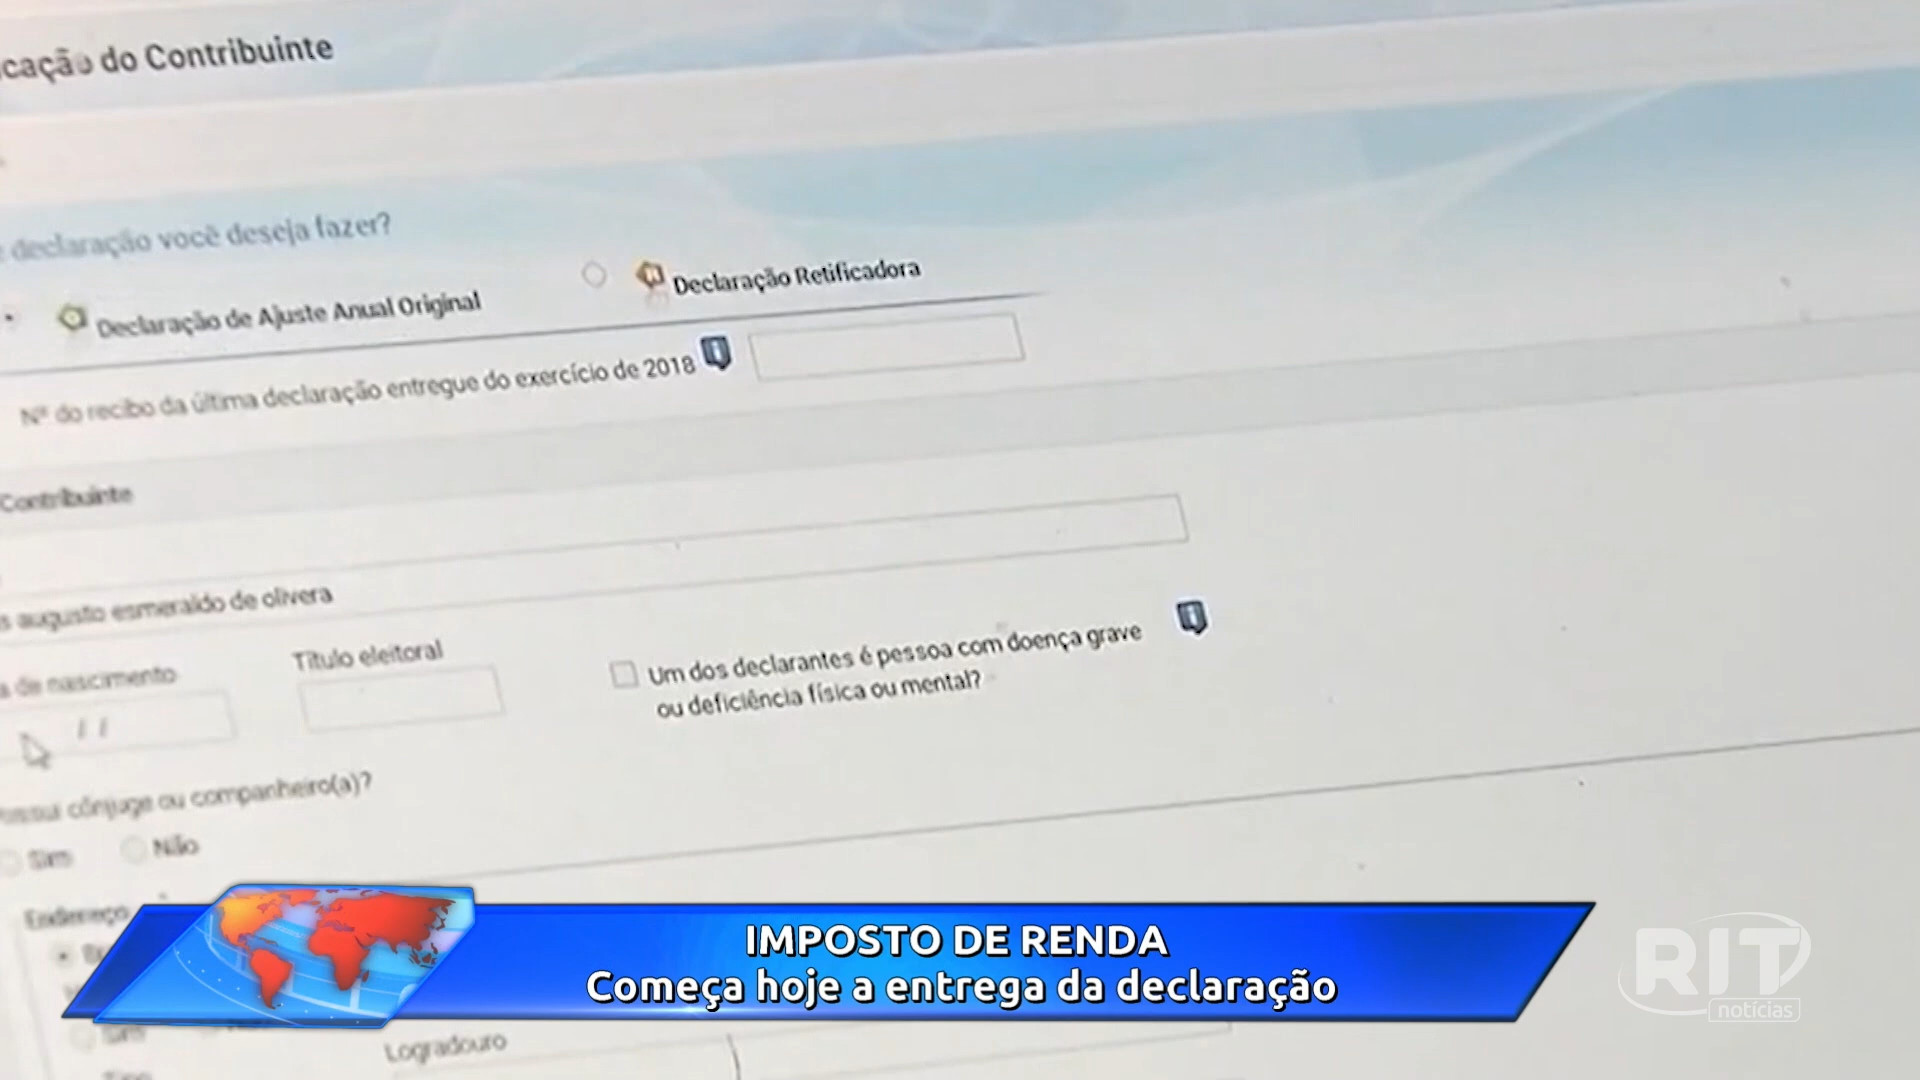 cação do Contribuinte
declaração você deseja fazer?
Declaração de Ajuste Anual Original
Declaração Retificadora
Nº do recibo da última declaração entregue do exercício de 2018
Contribuinte
s augusto esmeraldo de olivera
a de nascimento
Título eleitoral
Um dos declarantes é pessoa com doença grave
ou deficiência física ou mental?
/ /
ossui cônjuge ou companheiro(a)?
Sim
Não
Endereço
IMPOSTO DE RENDA
Começa hoje a entrega da declaração
RIT
notícias
Sim
Logradouro
Tipo